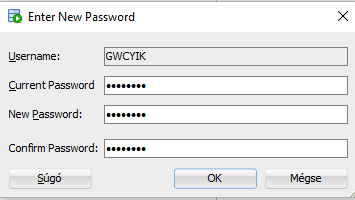 Enter New Password
Username: GWCYIK
Current Password ••••••••
New Password: ••••••••
Confirm Password: ••••••••
Súgó OK Mégse